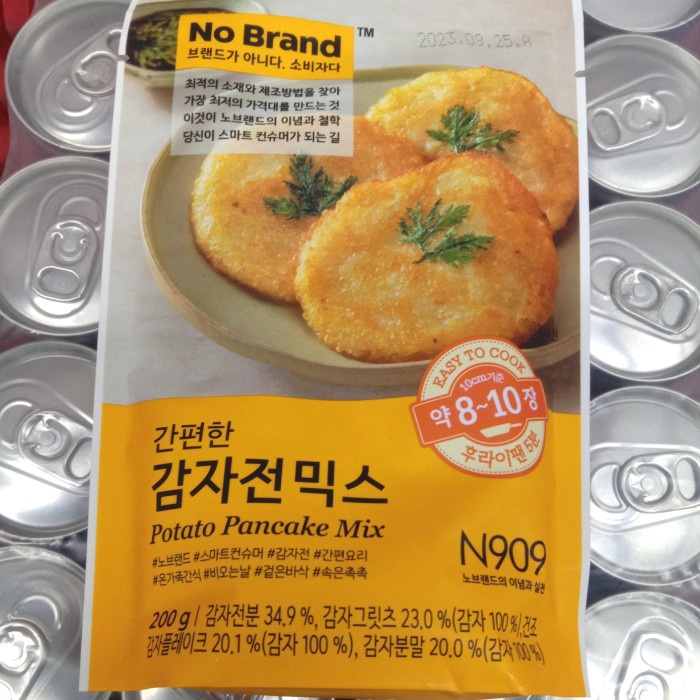 No Brand™
브랜드가 아니다. 소비자다
최적의 소재와 제조방법을 찾아
가장 최저의 가격대를 만드는 것
이것이 노브랜드의 이념과 철학
당신이 스마트 컨슈머가 되는 길
2023.09.25.A
EASY TO COOK
10cm기준
약 8~10장
후라이팬 5분
간편한
감자전믹스
Potato Pancake Mix
#노브랜드 #스마트컨슈머 #감자전 #간편요리
#온가족간식 #비오는날 #겉은바삭 #속은촉촉
N909
노브랜드의 이념과 실천
200 g | 감자전분 34.9 %, 감자그릿츠 23.0 %(감자 100 %), 건조
감자플레이크 20.1 %(감자 100 %), 감자분말 20.0 %(감자 100 %)